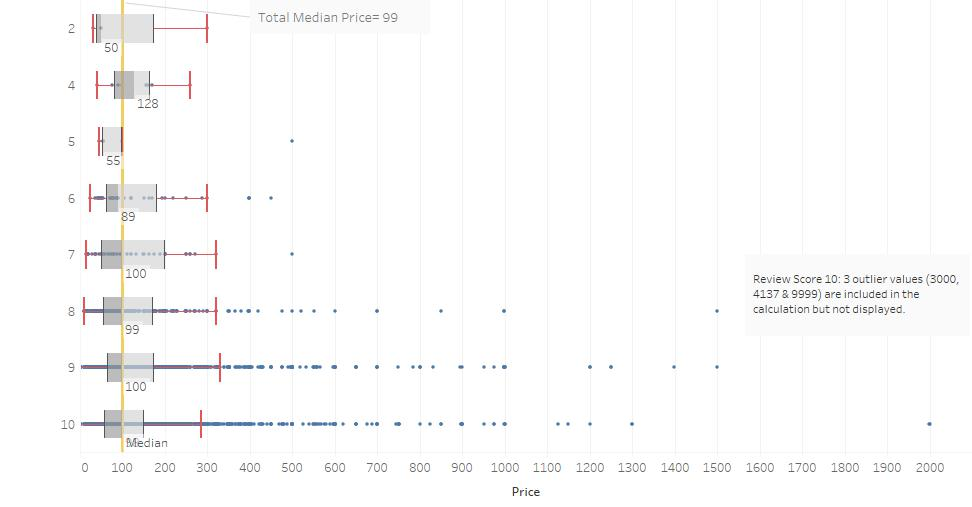 Total Median Price= 99
2
50
4
128
5
55
6
89
7
100
Review Score 10: 3 outlier values (3000,
4137 & 9999) are included in the
calculation but not displayed.
8
99
9
100
10
Median
0 100 200 300 400 500 600 700 800 900 1000 1100 1200 1300 1400 1500 1600 1700 1800 1900 2000
Price